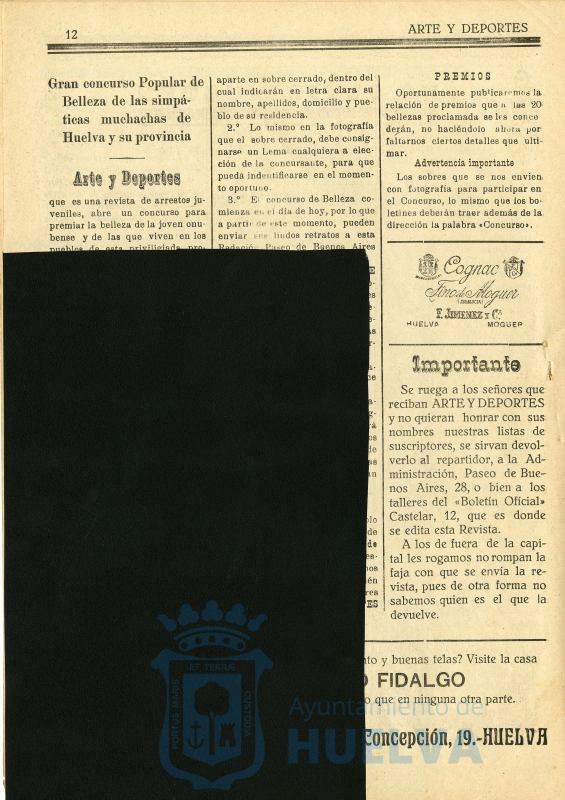 12
ARTE Y DEPORTES
Gran concurso Popular de
Belleza de las simpá-
ticas muchachas de
Huelva y su provincia
Arte y Deportes
que es una revista de arrestos ju-
veniles, abre un concurso para
premiar la belleza de la joven onu-
bense y de las que viven en los
aparte en sobre cerrado, dentro del
cual indicarán en letra clara su
nombre, apellidos, domicilio y pue-
blo de su residencia.
2.º Lo mismo en la fotografía
que el sobre cerrado, debe consig-
narse un Lema cualquiera a elec-
ción de la concursante, para que
pueda indentificarse en el momen-
to oportuno.
3.º El concurso de Belleza co-
mienza en el día de hoy, por lo que
a partir de este momento, pueden
enviar sus lindos retratos a esta
Redacción Paseo de Buenos Aires
PREMIOS
Oportunamente publicaremos la
relación de premios que a las 20
bellezas proclamada se les conce
derán, no haciéndolo ahora por
faltarnos ciertos detalles que ulti-
mar.
Advertencia importante
Los sobres que se nos envien
con fotografía para participar en
el Concurso, lo mismo que los bo-
letines deberán traer además de la
dirección la palabra «Concurso».
Cognac
Fino de Moguer
F. JIMENEZ Y Cª
HUELVA MOGUER
Importante
Se ruega a los señores que
reciban ARTE Y DEPORTES
y no quieran honrar con sus
nombres nuestras listas de
suscriptores, se sirvan devol-
verlo al repartidor, a la Ad-
ministración, Paseo de Bue-
nos Aires, 28, o bien a los
talleres del «Boletín Oficial»
Castelar, 12, que es donde
se edita esta Revista.
A los de fuera de la capi-
tal les rogamos no rompan la
faja con que se envía la re-
vista, pues de otra forma no
sabemos quien es el que la
devuelve.
nto y buenas telas? Visite la casa
O FIDALGO
o que en ninguna otra parte.
Concepción, 19.-HUELVA
Ayuntamiento de
HUELVA
PORTUS MARIS ET TERRAE CUSTODIA